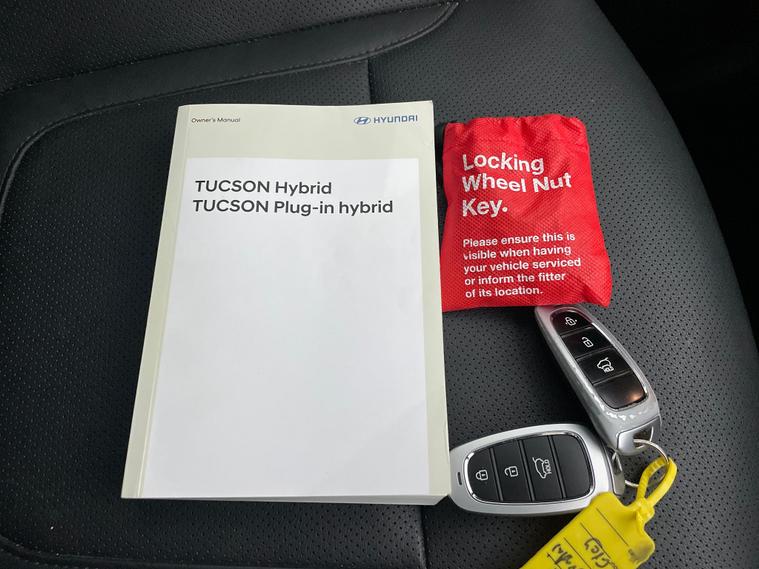 Owner's Manual
HYUNDAI
TUCSON Hybrid
TUCSON Plug-in hybrid
Locking
Wheel Nut
Key.
Please ensure this is
visible when having
your vehicle serviced
or inform the fitter
of its location.
HOLD